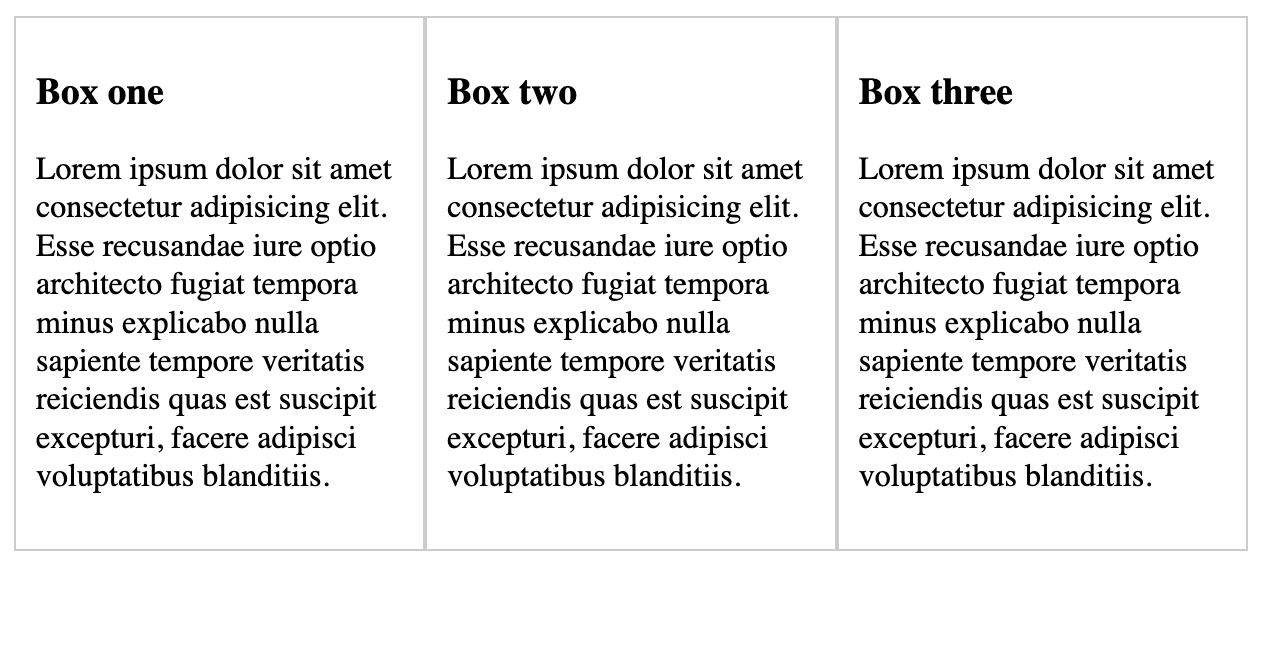 Box one
Lorem ipsum dolor sit amet
consectetur adipisicing elit.
Esse recusandae iure optio
architecto fugiat tempora
minus explicabo nulla
sapiente tempore veritatis
reiciendis quas est suscipit
excepturi, facere adipisci
voluptatibus blanditiis.
Box two
Lorem ipsum dolor sit amet
consectetur adipisicing elit.
Esse recusandae iure optio
architecto fugiat tempora
minus explicabo nulla
sapiente tempore veritatis
reiciendis quas est suscipit
excepturi, facere adipisci
voluptatibus blanditiis.
Box three
Lorem ipsum dolor sit amet
consectetur adipisicing elit.
Esse recusandae iure optio
architecto fugiat tempora
minus explicabo nulla
sapiente tempore veritatis
reiciendis quas est suscipit
excepturi, facere adipisci
voluptatibus blanditiis.